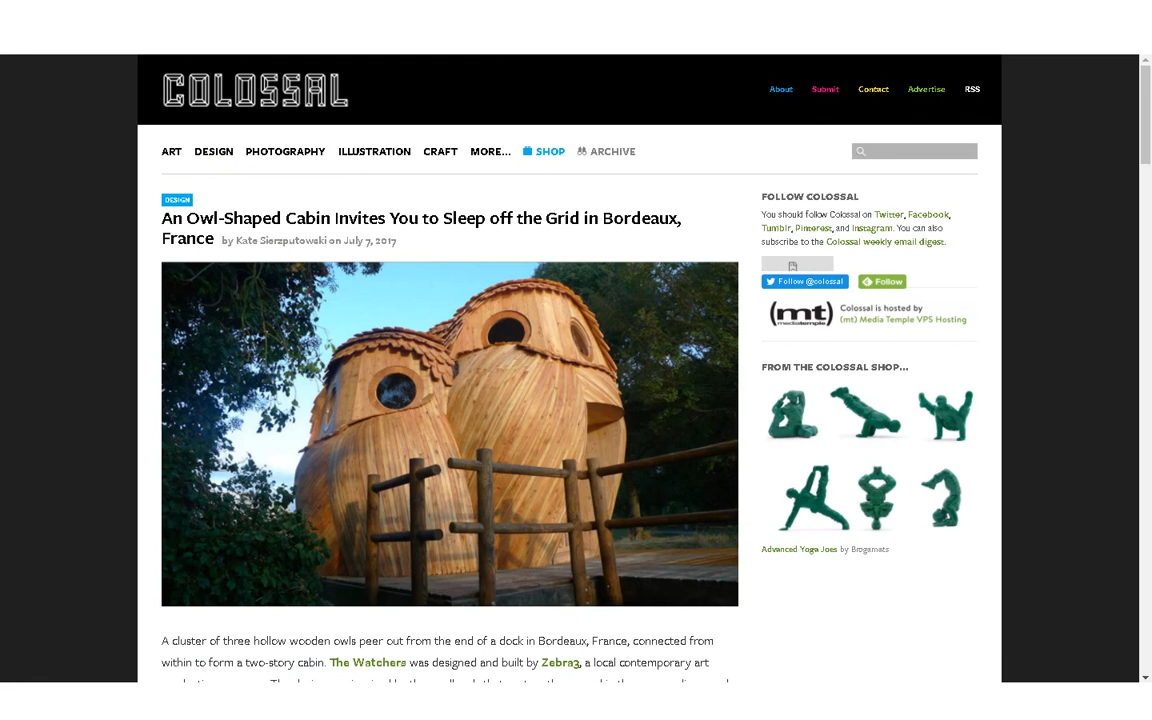 COLOSSAL
About Submit Contact Advertise RSS
ART DESIGN PHOTOGRAPHY ILLUSTRATION CRAFT MORE... SHOP ARCHIVE
DESIGN
An Owl-Shaped Cabin Invites You to Sleep off the Grid in Bordeaux,
France by Kate Sierzputowski on July 7, 2017
A cluster of three hollow wooden owls peer out from the end of a dock in Bordeaux, France, connected from
within to form a two-story cabin. The Watchers was designed and built by Zebra3, a local contemporary art
FOLLOW COLOSSAL
You should follow Colossal on Twitter, Facebook,
Tumblr, Pinterest, and Instagram. You can also
subscribe to the Colossal weekly email digest.
Follow @colossal Follow
(mt) mediatemple
Colossal is hosted by
(mt) Media Temple VPS Hosting
FROM THE COLOSSAL SHOP...
Advanced Yoga Joes by Brogamats